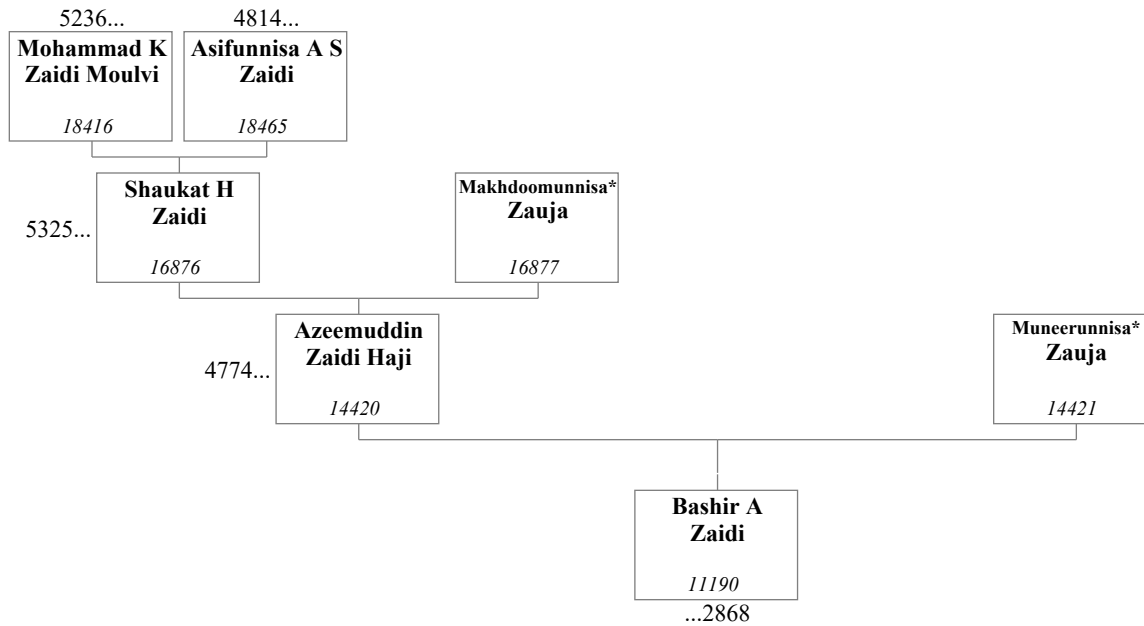 5236...
4814...
Mohammad K
Zaidi Moulvi
18416
Asifunnisa A S
Zaidi
18465
5325...
Shaukat H
Zaidi
16876
Makhdoomunnisa*
Zauja
16877
4774...
Azeemuddin
Zaidi Haji
14420
Muneerunnisa*
Zauja
14421
Bashir A
Zaidi
11190
...2868